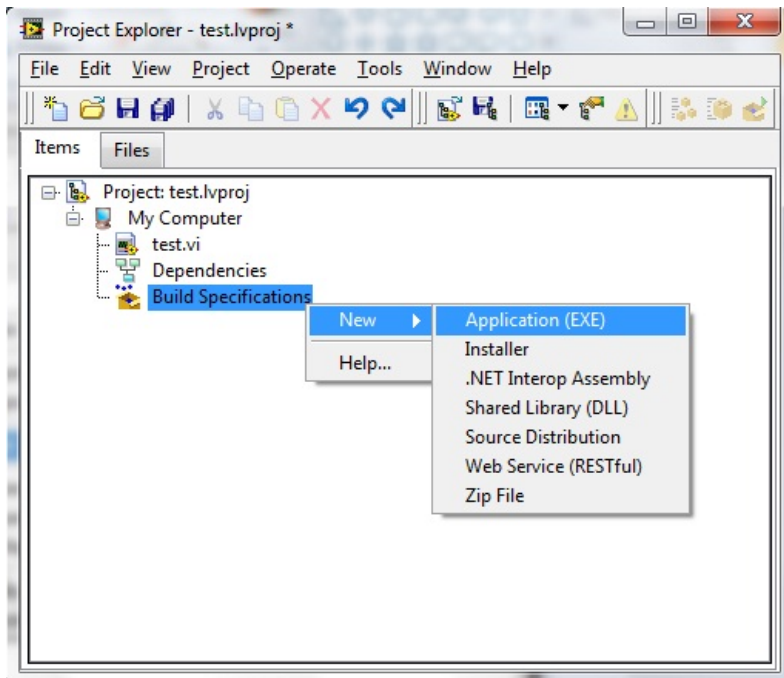 Project Explorer - test.lvproj *
File Edit View Project Operate Tools Window Help
Items Files
Project: test.lvproj
My Computer
test.vi
Dependencies
Build Specifications
New
Help...
Application (EXE)
Installer
.NET Interop Assembly
Shared Library (DLL)
Source Distribution
Web Service (RESTful)
Zip File